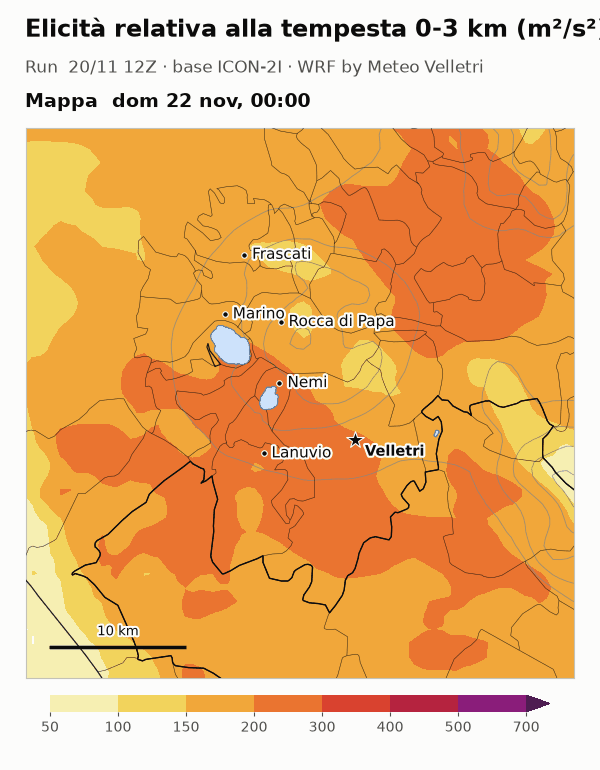 Elicità relativa alla tempesta 0-3 km (m²/s²)
Run  20/11 12Z · base ICON-2I · WRF by Meteo Velletri
Mappa  dom 22 nov, 00:00
Frascati
Marino
Rocca di Papa
Nemi
Velletri
Lanuvio
10 km
50 100 150 200 300 400 500 700